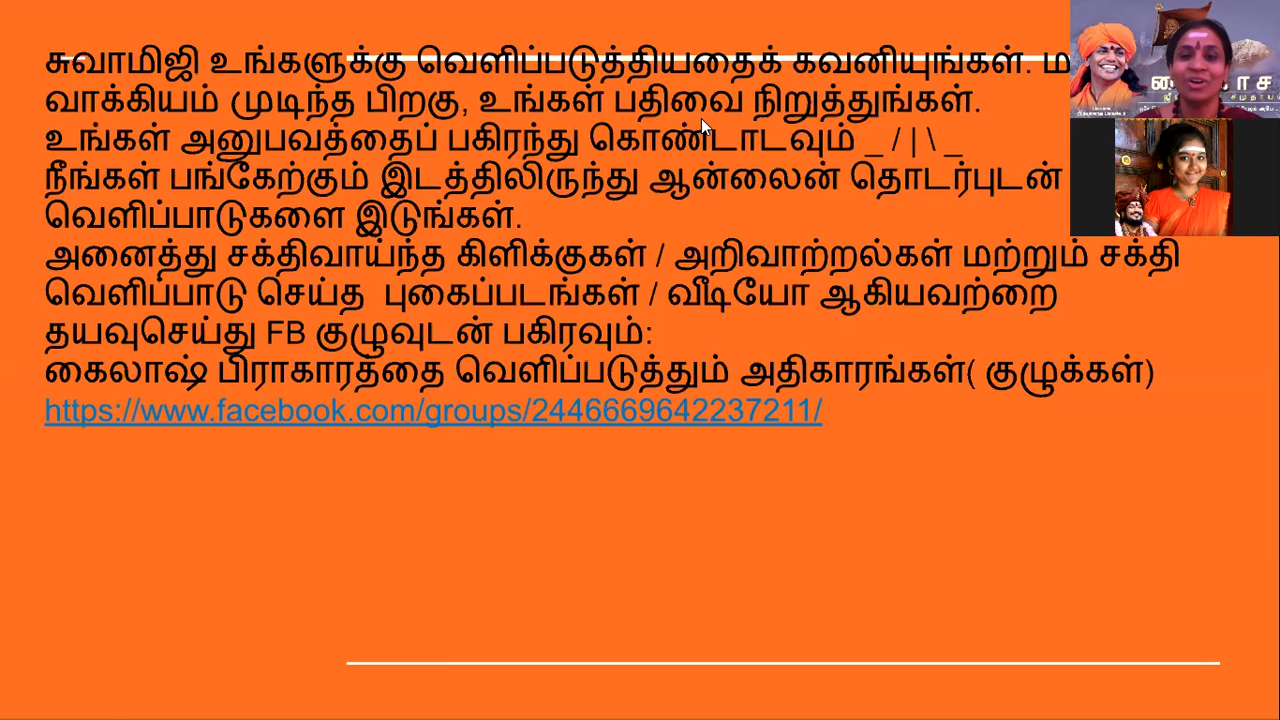 சுவாமிஜி உங்களுக்கு வெளிப்படுத்தியதைக் கவனியுங்கள்.
வாக்கியம் முடிந்த பிறகு, உங்கள் பதிவை நிறுத்துங்கள்.
உங்கள் அனுபவத்தைப் பகிரந்து கொண்டாடவும் _ / | \ _
நீங்கள் பங்கேற்கும் இடத்திலிருந்து ஆன்லைன் தொடர்புடன்
வெளிப்பாடுகளை இடுங்கள்.
அனைத்து சக்திவாய்ந்த கிளிக்குகள் / அறிவாற்றல்கள் மற்றும் சக்தி
வெளிப்பாடு செய்த புகைப்படங்கள் / வீடியோ ஆகியவற்றை
தயவுசெய்து FB குழுவுடன் பகிரவும்:
கைலாஷ் பிராகாரத்தை வெளிப்படுத்தும் அதிகாரங்கள்( குழுக்கள்)
https://www.facebook.com/groups/2446669642237211/